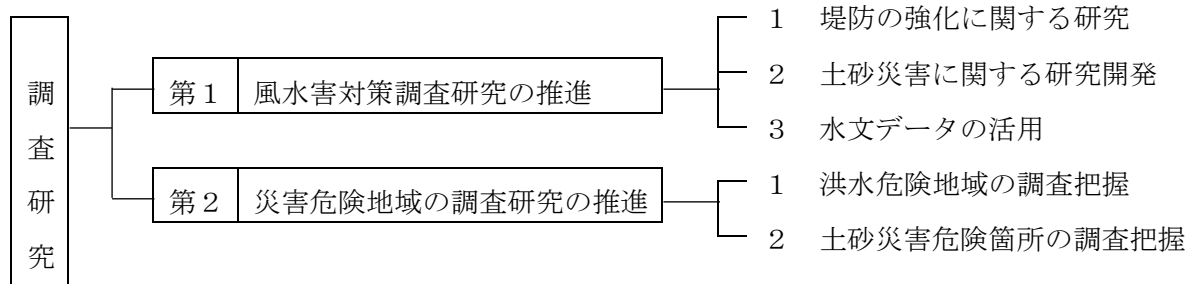 調査研究
第１ 風水害対策調査研究の推進
１ 堤防の強化に関する研究
２ 土砂災害に関する研究開発
３ 水文データの活用
第２ 災害危険地域の調査研究の推進
１ 洪水危険地域の調査把握
２ 土砂災害危険箇所の調査把握